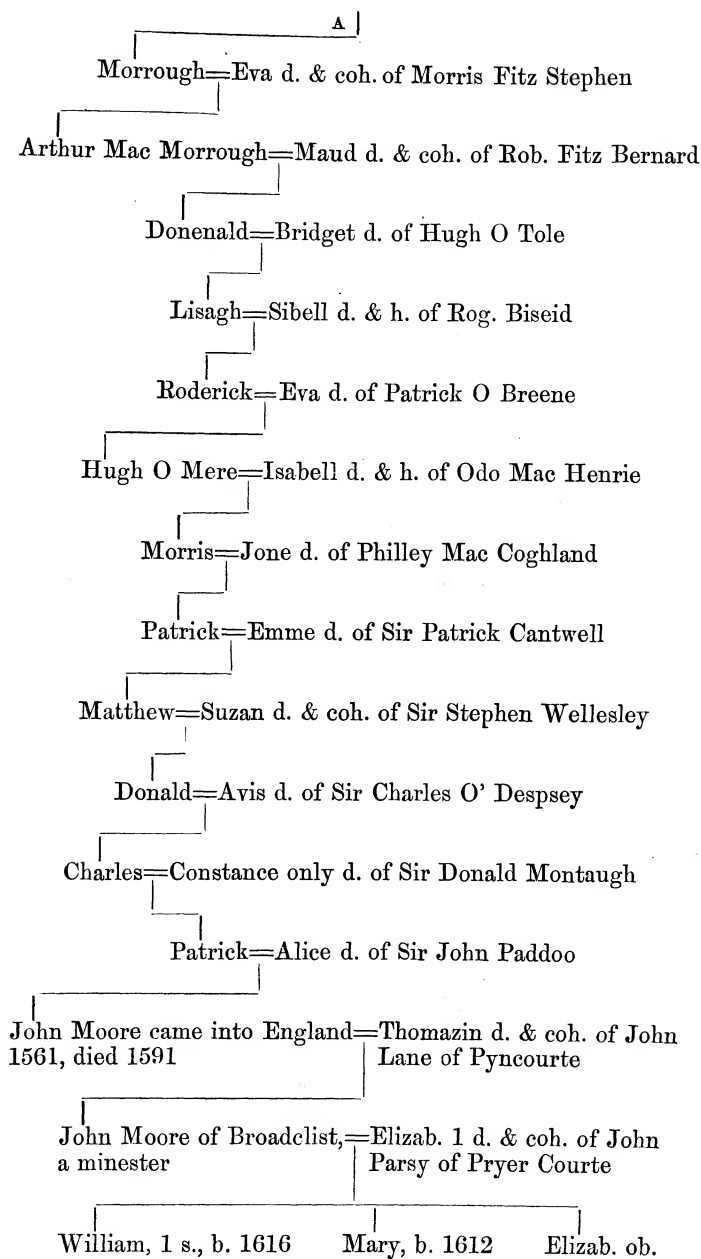 A
Morrough=Eva d. & coh. of Morris Fitz Stephen
Arthur Mac Morrough=Maud d. & coh. of Rob. Fitz Bernard
Donenald=Bridget d. of Hugh O Tole
Lisagh=Sibell d. & h. of Rog. Biseid
Roderick=Eva d. of Patrick O Breene
Hugh O Mere=Isabell d. & h. of Odo Mac Henrie
Morris=Jone d. of Philley Mac Coghland
Patrick=Emme d. of Sir Patrick Cantwell
Matthew=Suzan d. & coh. of Sir Stephen Wellesley
Donald=Avis d. of Sir Charles O' Despsey
Charles=Constance only d. of Sir Donald Montaugh
Patrick=Alice d. of Sir John Paddoo
John Moore came into England=Thomazin d. & coh. of John
1561, died 1591 Lane of Pyncourte
John Moore of Broadclist,=Elizab. 1 d. & coh. of John
a minester Parsy of Pryer Courte
William, 1 s., b. 1616 Mary, b. 1612 Elizab. ob.